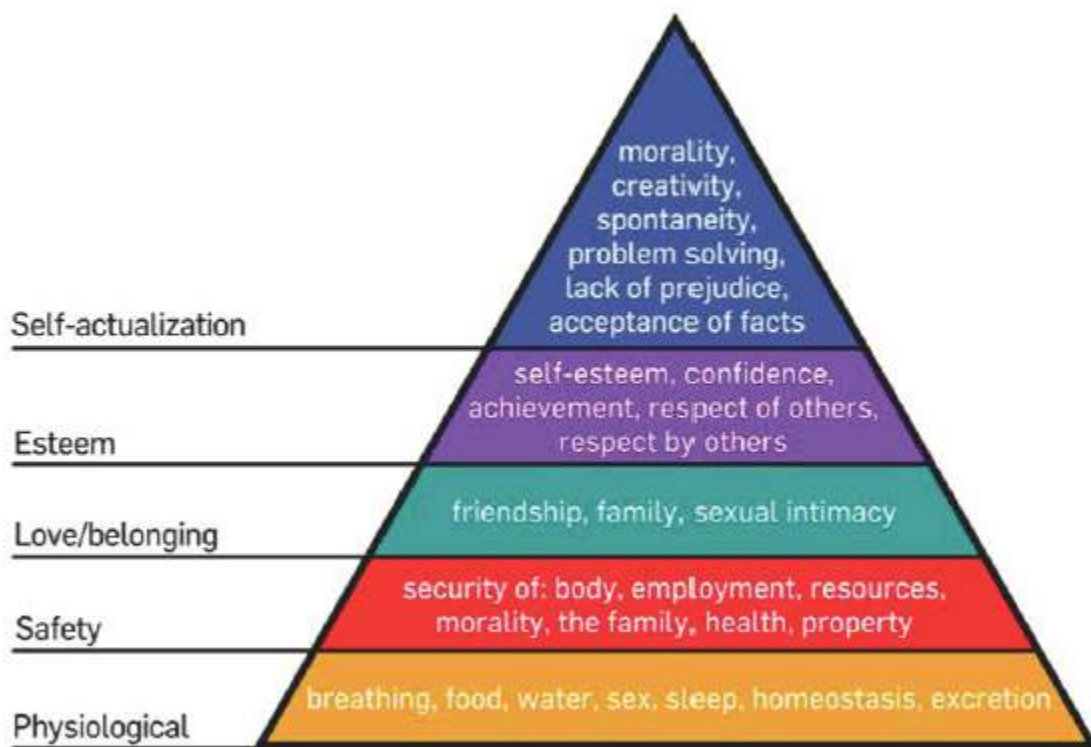 morality,
creativity,
spontaneity,
problem solving,
lack of prejudice,
acceptance of facts
Self-actualization
self-esteem, confidence,
achievement, respect of others,
respect by others
Esteem
friendship, family, sexual intimacy
Love/belonging
security of: body, employment, resources,
morality, the family, health, property
Safety
breathing, food, water, sex, sleep, homeostasis, excretion
Physiological